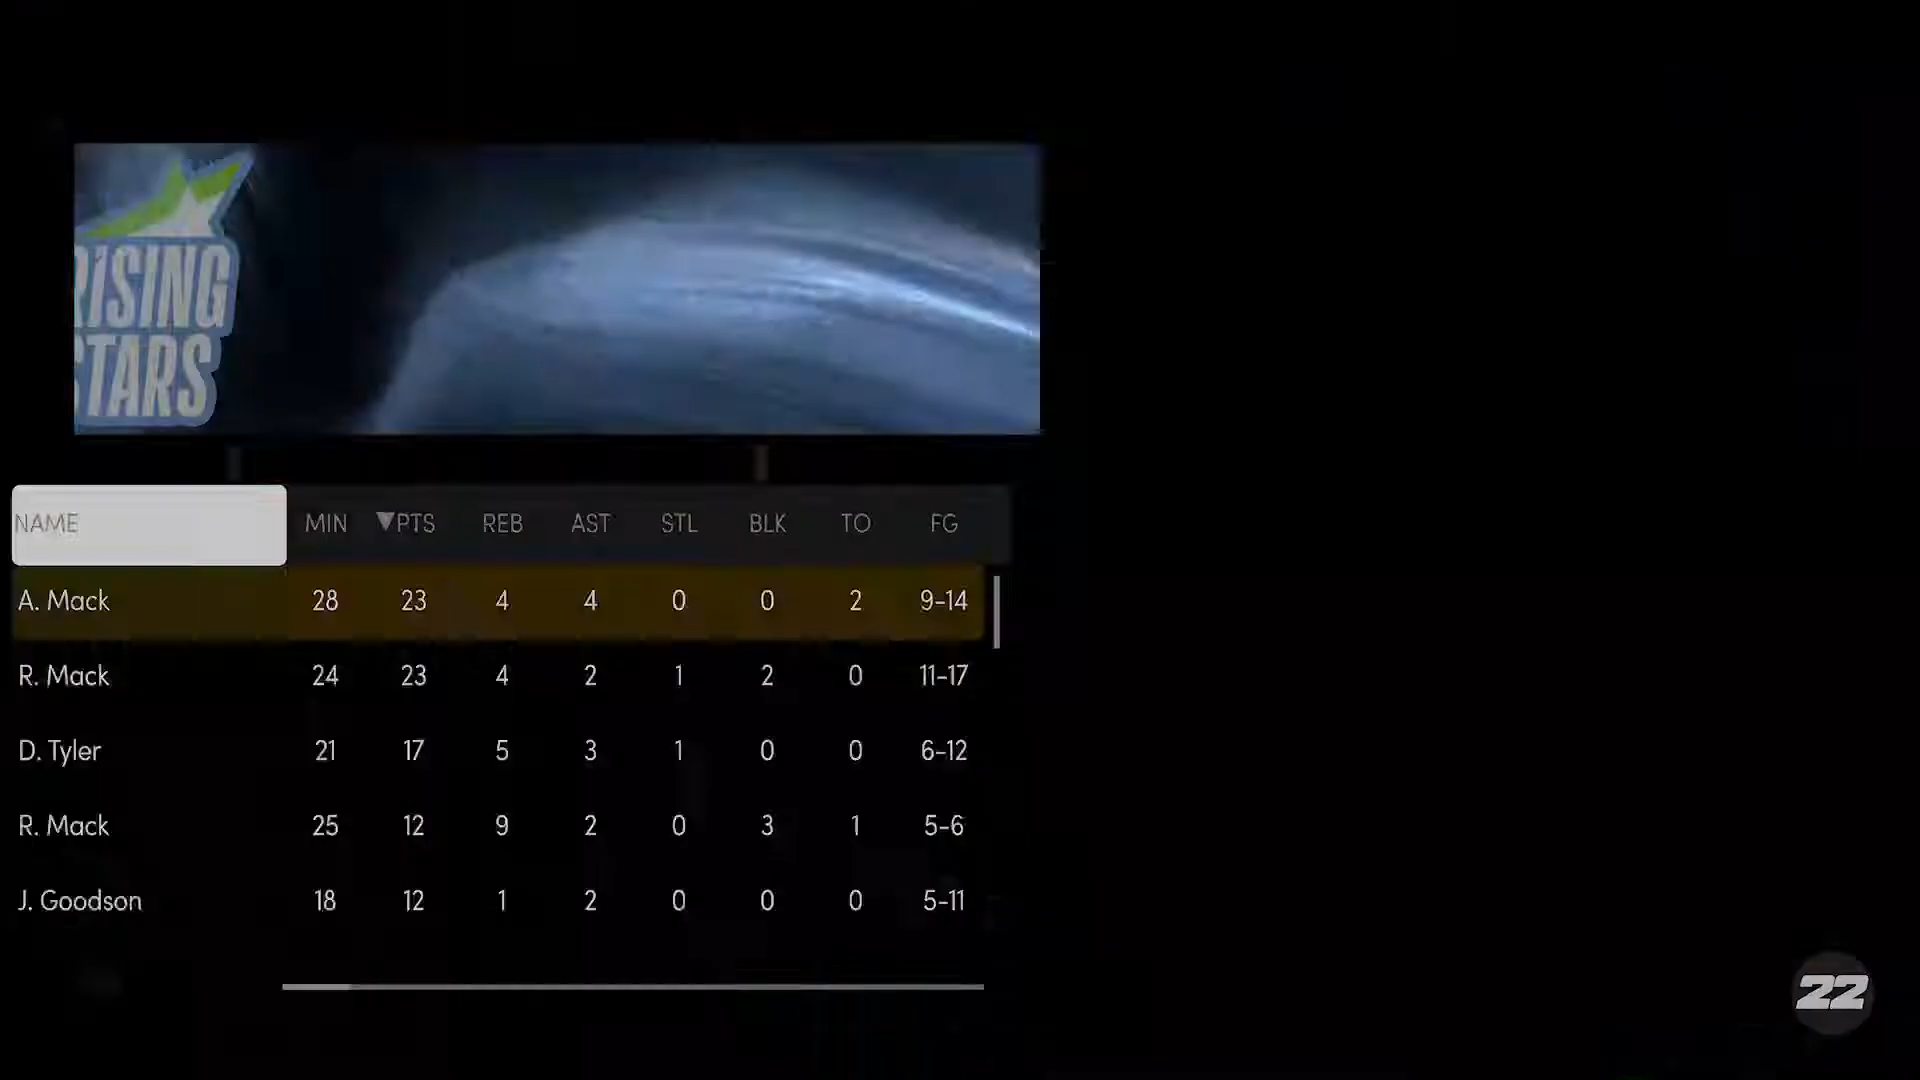 RISING
STARS
NAME MIN ▼PTS REB AST STL BLK TO FG
A. Mack 28 23 4 4 0 0 2 9-14
R. Mack 24 23 4 2 1 2 0 11-17
D. Tyler 21 17 5 3 1 0 0 6-12
R. Mack 25 12 9 2 0 3 1 5-6
J. Goodson 18 12 1 2 0 0 0 5-11
22